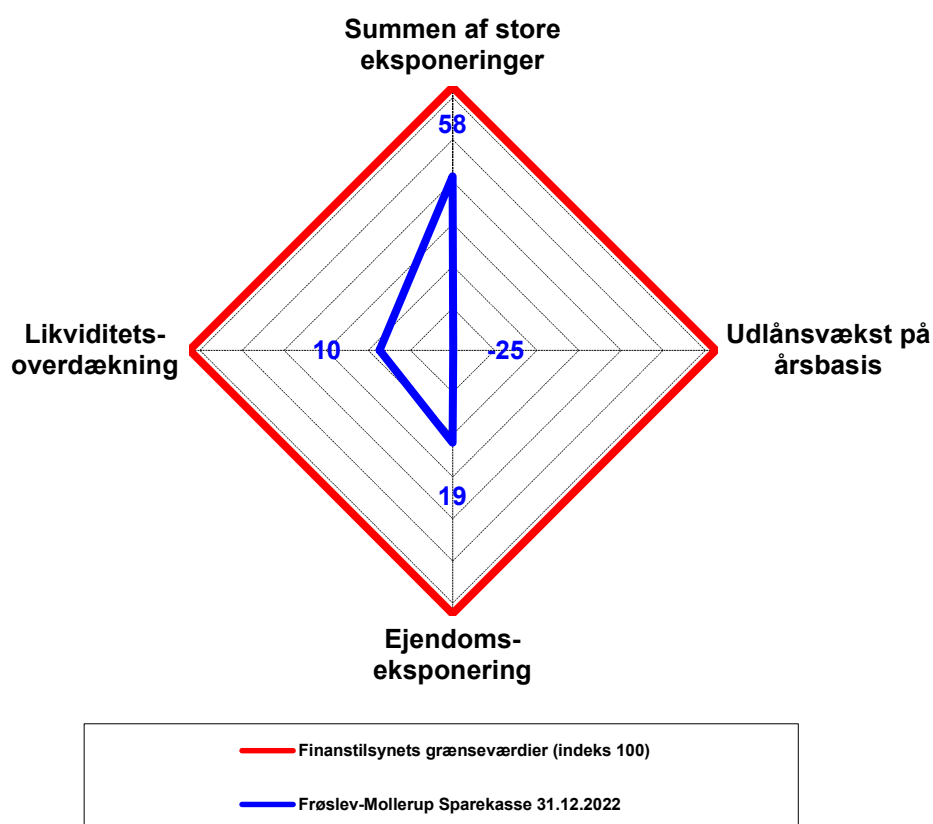 Summen af store
eksponeringer
58
Likviditets-
overdækning
10
-25
Udlånsvækst på
årsbasis
19
Ejendoms-
eksponering
Finanstilsynets grænseværdier (indeks 100)
Frøslev-Mollerup Sparekasse 31.12.2022